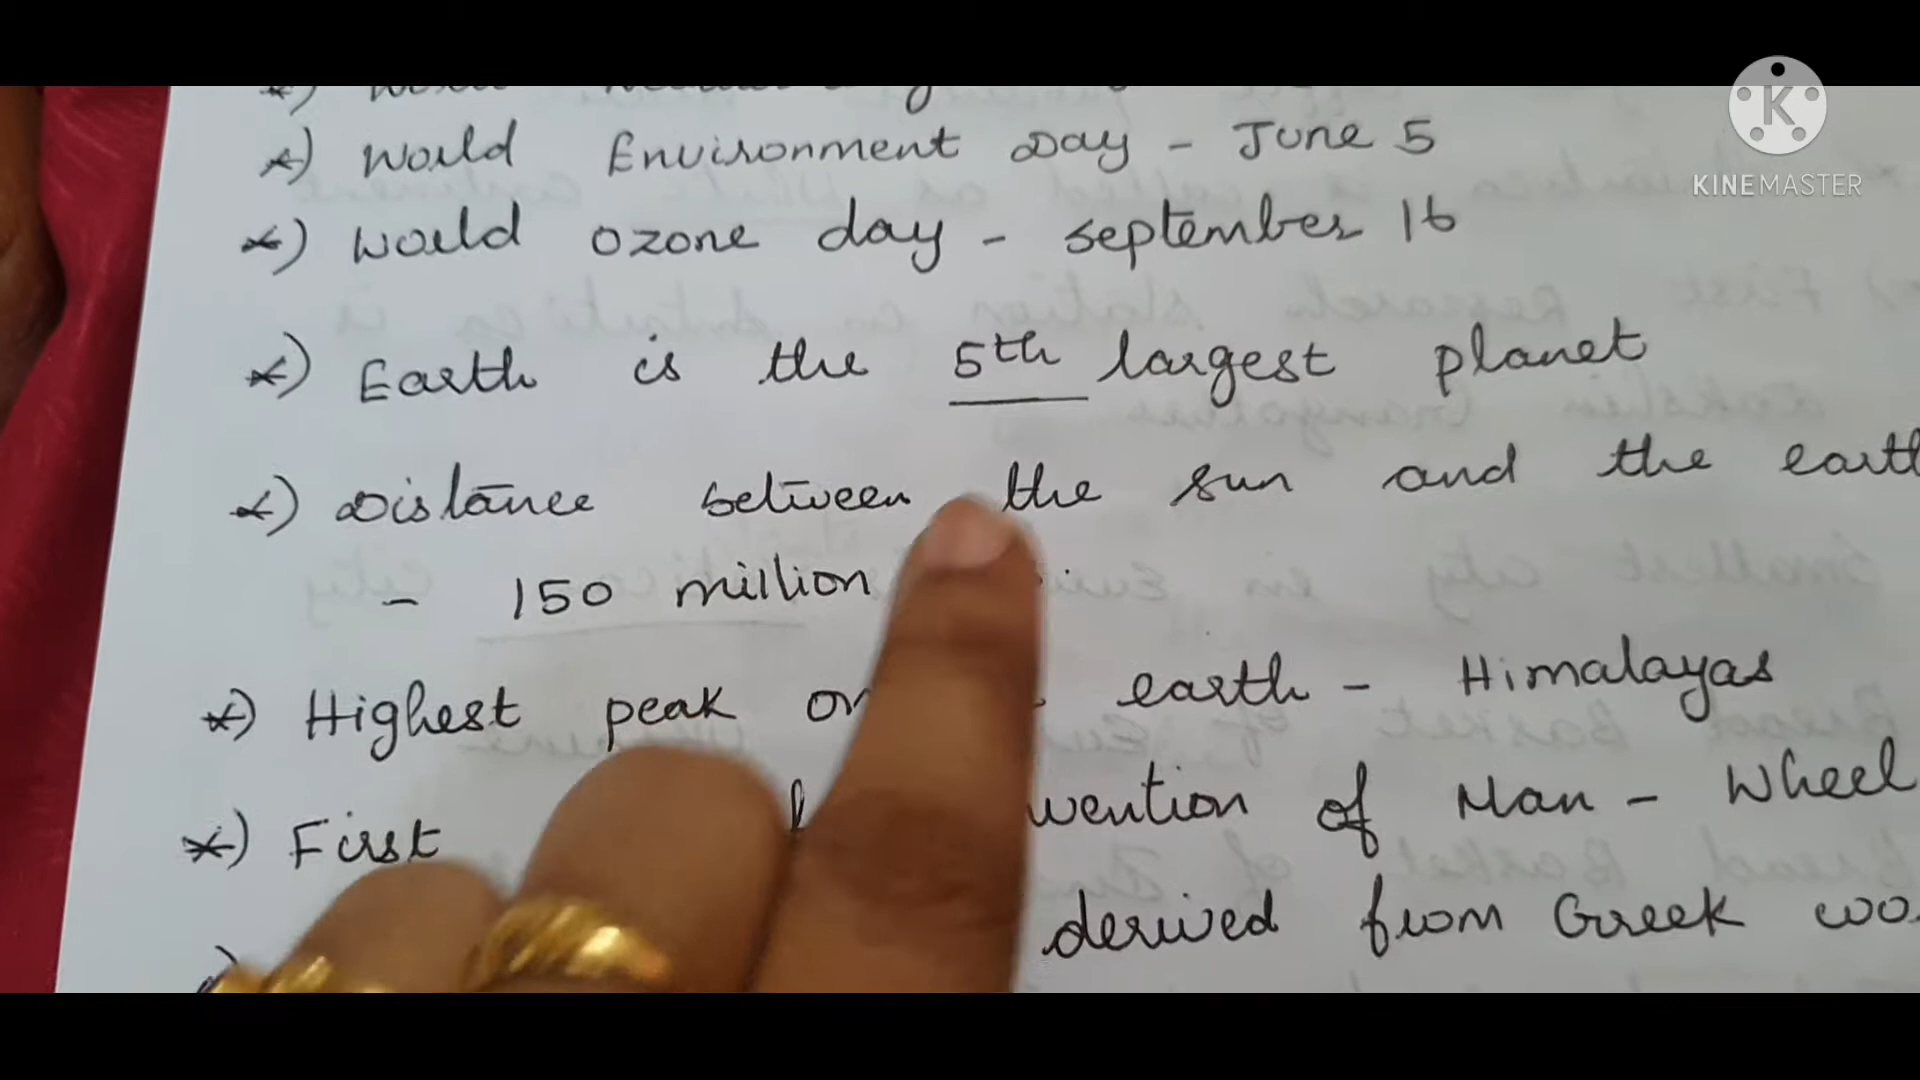 World Environment Day - June 5
World ozone day - september 16
Earth is the 5th largest planet
Distance between the sun and the earth
- 150 million
Highest peak on earth - Himalayas
First of Man - Wheel
derived from Greek
K
KINEMASTER